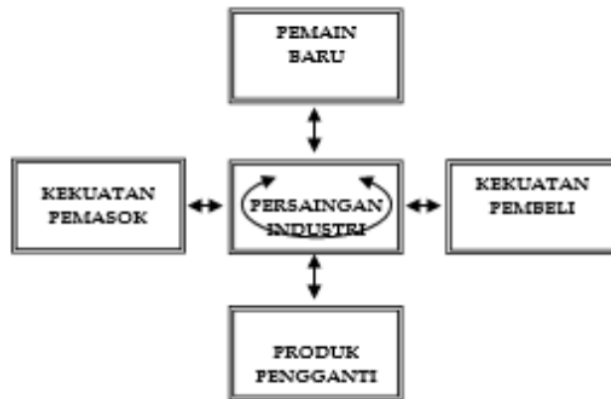 PEMAIN
BARU
KEKUATAN
PEMASOK
PERSAINGAN
INDUSTRI
KEKUATAN
PEMBELI
PRODUK
PENGGANTI